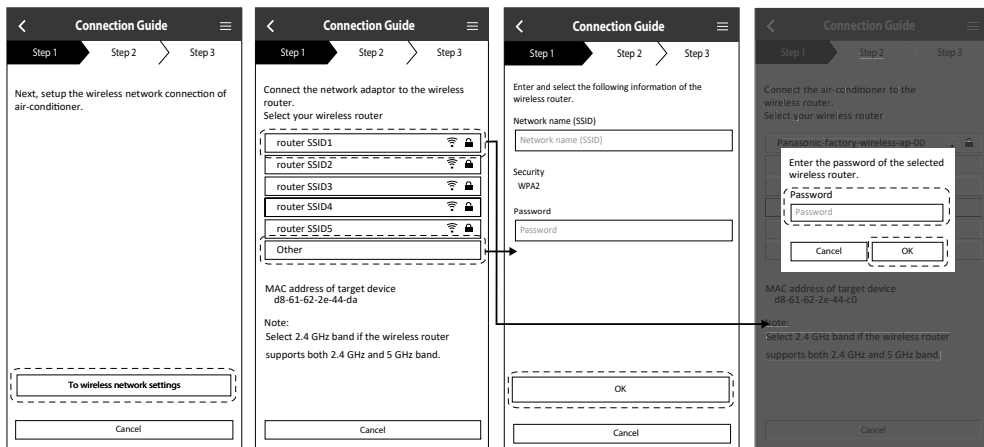 Connection Guide
Step 1
Step 2
Step 3
Next, setup the wireless network connection of
air-conditioner.
To wireless network settings
Cancel
Connection Guide
Step 1
Step 2
Step 3
Connect the network adaptor to the wireless
router.
Select your wireless router
router SSID1
router SSID2
router SSID3
router SSID4
router SSID5
Other
MAC address of target device
d8-61-62-2e-44-da
Note:
Select 2.4 GHz band if the wireless router
supports both 2.4 GHz and 5 GHz band.
Cancel
Connection Guide
Step 1
Step 2
Step 3
Enter and select the following information of the
wireless router.
Network name (SSID)
Network name (SSID)
Security
WPA2
Password
Password
OK
Cancel
Connection Guide
Step 1
Step 2
Step 3
Connect the air-conditioner to the
wireless router.
Select your wireless router
Panasonic-factory-wireless-ap-00
Enter the password of the selected
wireless router.
Password
Password
Cancel
OK
MAC address of target device
d8-61-62-2e-44-c0
Note:
Select 2.4 GHz band if the wireless router
supports both 2.4 GHz and 5 GHz band.
Cancel